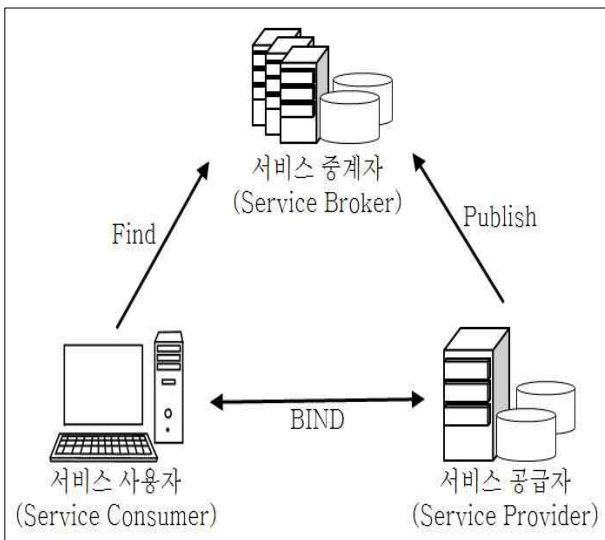 서비스 중계자
(Service Broker)
Find
Publish
BIND
서비스 사용자
(Service Consumer)
서비스 공급자
(Service Provider)